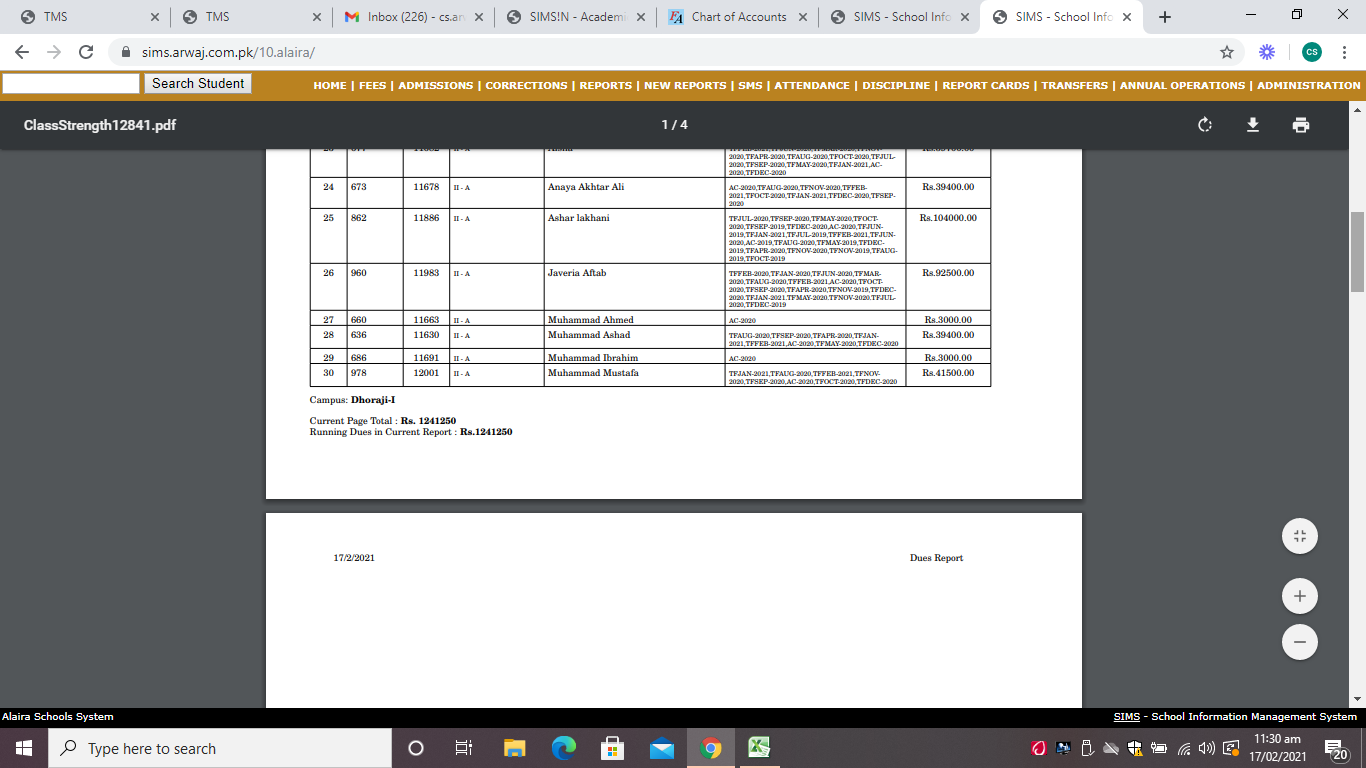 TMS
TMS
Inbox (226) - cs.ar
SIMS!N - Academi
Chart of Accounts
SIMS - School Info
SIMS - School Info
sims.arwaj.com.pk/10.alaira/
CS
Search Student
HOME | FEES | ADMISSIONS | CORRECTIONS | REPORTS | NEW REPORTS | SMS | ATTENDANCE | DISCIPLINE | REPORT CARDS | TRANSFERS | ANNUAL OPERATIONS | ADMINISTRATION
ClassStrength12841.pdf
1 / 4
2020,TFAPR-2020,TFAUG-2020,TFOCT-2020,TFJUL-
2020,TFSEP-2020,TFMAY-2020,TFJAN-2021,AC-
2020,TFDEC-2020
24 673 11678 II - A Anaya Akhtar Ali AC-2020,TFAUG-2020,TFNOV-2020,TFFEB- Rs.39400.00
2021,TFOCT-2020,TFJAN-2021,TFDEC-2020,TFSEP-
2020
25 862 11886 II - A Ashar lakhani TFJUL-2020,TFSEP-2020,TFMAY-2020,TFOCT- Rs.104000.00
2020,TFSEP-2019,TFDEC-2020,AC-2020,TFJUN-
2019,TFJAN-2021,TFJUL-2019,TFFEB-2021,TFJUN-
2020,AC-2019,TFAUG-2020,TFMAY-2019,TFDEC-
2019,TFAPR-2020,TFNOV-2020,TFNOV-2019,TFAUG-
2019,TFOCT-2019
26 960 11983 II - A Javeria Aftab TFFEB-2020,TFJAN-2020,TFJUN-2020,TFMAR- Rs.92500.00
2020,TFAUG-2020,TFFEB-2021,AC-2020,TFOCT-
2020,TFSEP-2020,TFAPR-2020,TFNOV-2019,TFDEC-
2020,TFJAN-2021,TFMAY-2020,TFNOV-2020,TFJUL-
2020,TFDEC-2019
27 660 11663 II - A Muhammad Ahmed AC-2020 Rs.3000.00
28 636 11630 II - A Muhammad Ashad TFAUG-2020,TFSEP-2020,TFAPR-2020,TFJAN- Rs.39400.00
2021,TFFEB-2021,AC-2020,TFMAY-2020,TFDEC-2020
29 686 11691 II - A Muhammad Ibrahim AC-2020 Rs.3000.00
30 978 12001 II - A Muhammad Mustafa TFJAN-2021,TFAUG-2020,TFFEB-2021,TFNOV- Rs.41500.00
2020,TFSEP-2020,AC-2020,TFOCT-2020,TFDEC-2020
Campus: Dhoraji-I
Current Page Total : Rs. 1241250
Running Dues in Current Report : Rs.1241250
17/2/2021 Dues Report
Alaira Schools System
SIMS - School Information Management System
Type here to search
11:30 am
17/02/2021
20